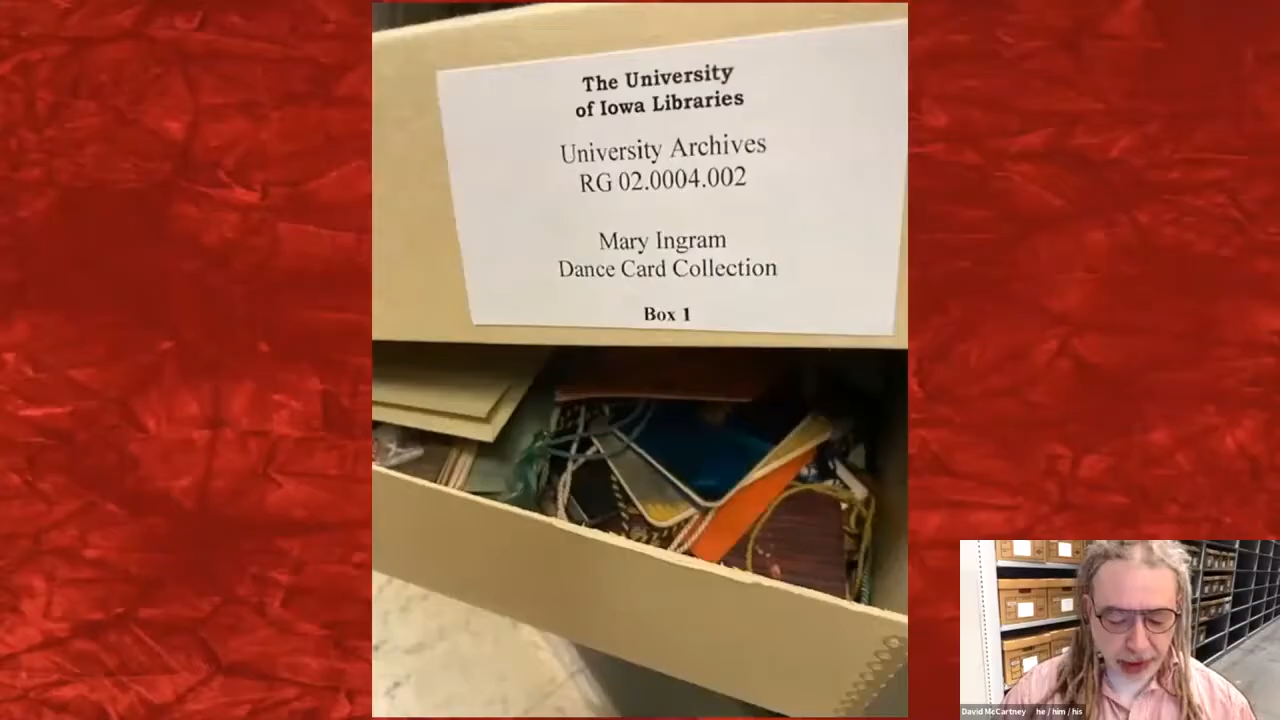 The University
of Iowa Libraries
University Archives
RG 02.0004.002
Mary Ingram
Dance Card Collection
Box 1
David McCartney he / him / his